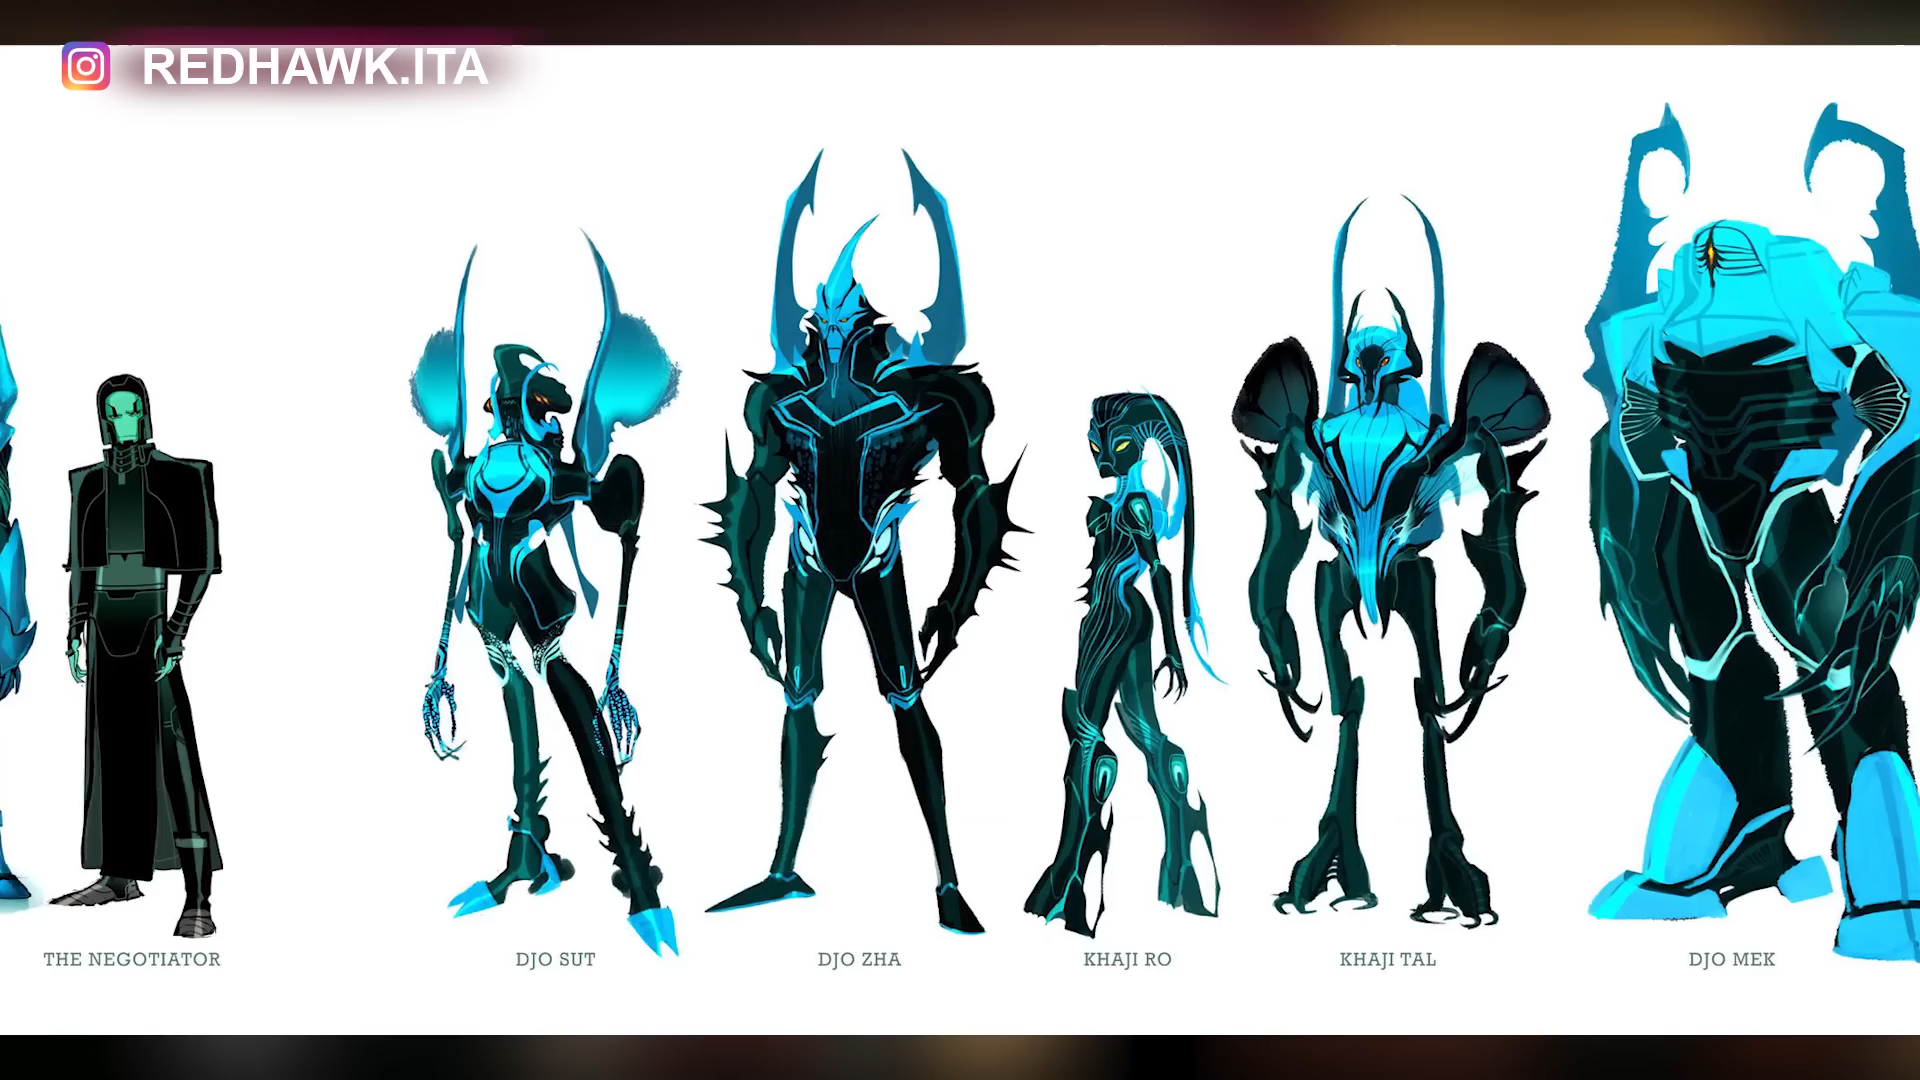 REDHAWK.ITA
THE NEGOTIATOR
DJO SUT
DJO ZHA
KHAJI RO
KHAJI TAL
DJO MEK